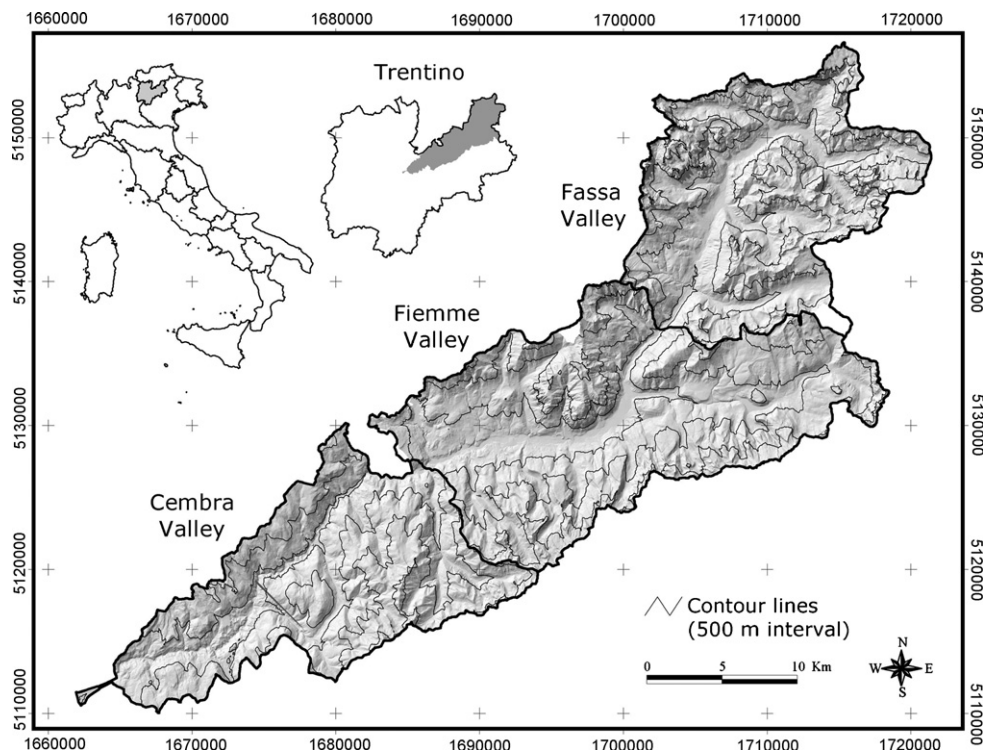 1660000 1670000 1680000 1690000 1700000 1710000 1720000
Trentino
5150000
5150000
Fassa
Valley
5140000
5140000
Fiemme
Valley
5130000
5130000
Cembra
Valley
5120000
5120000
Contour lines
(500 m interval)
0 5 10 Km
N
W E
S
5110000
5110000
1660000 1670000 1680000 1690000 1700000 1710000 1720000